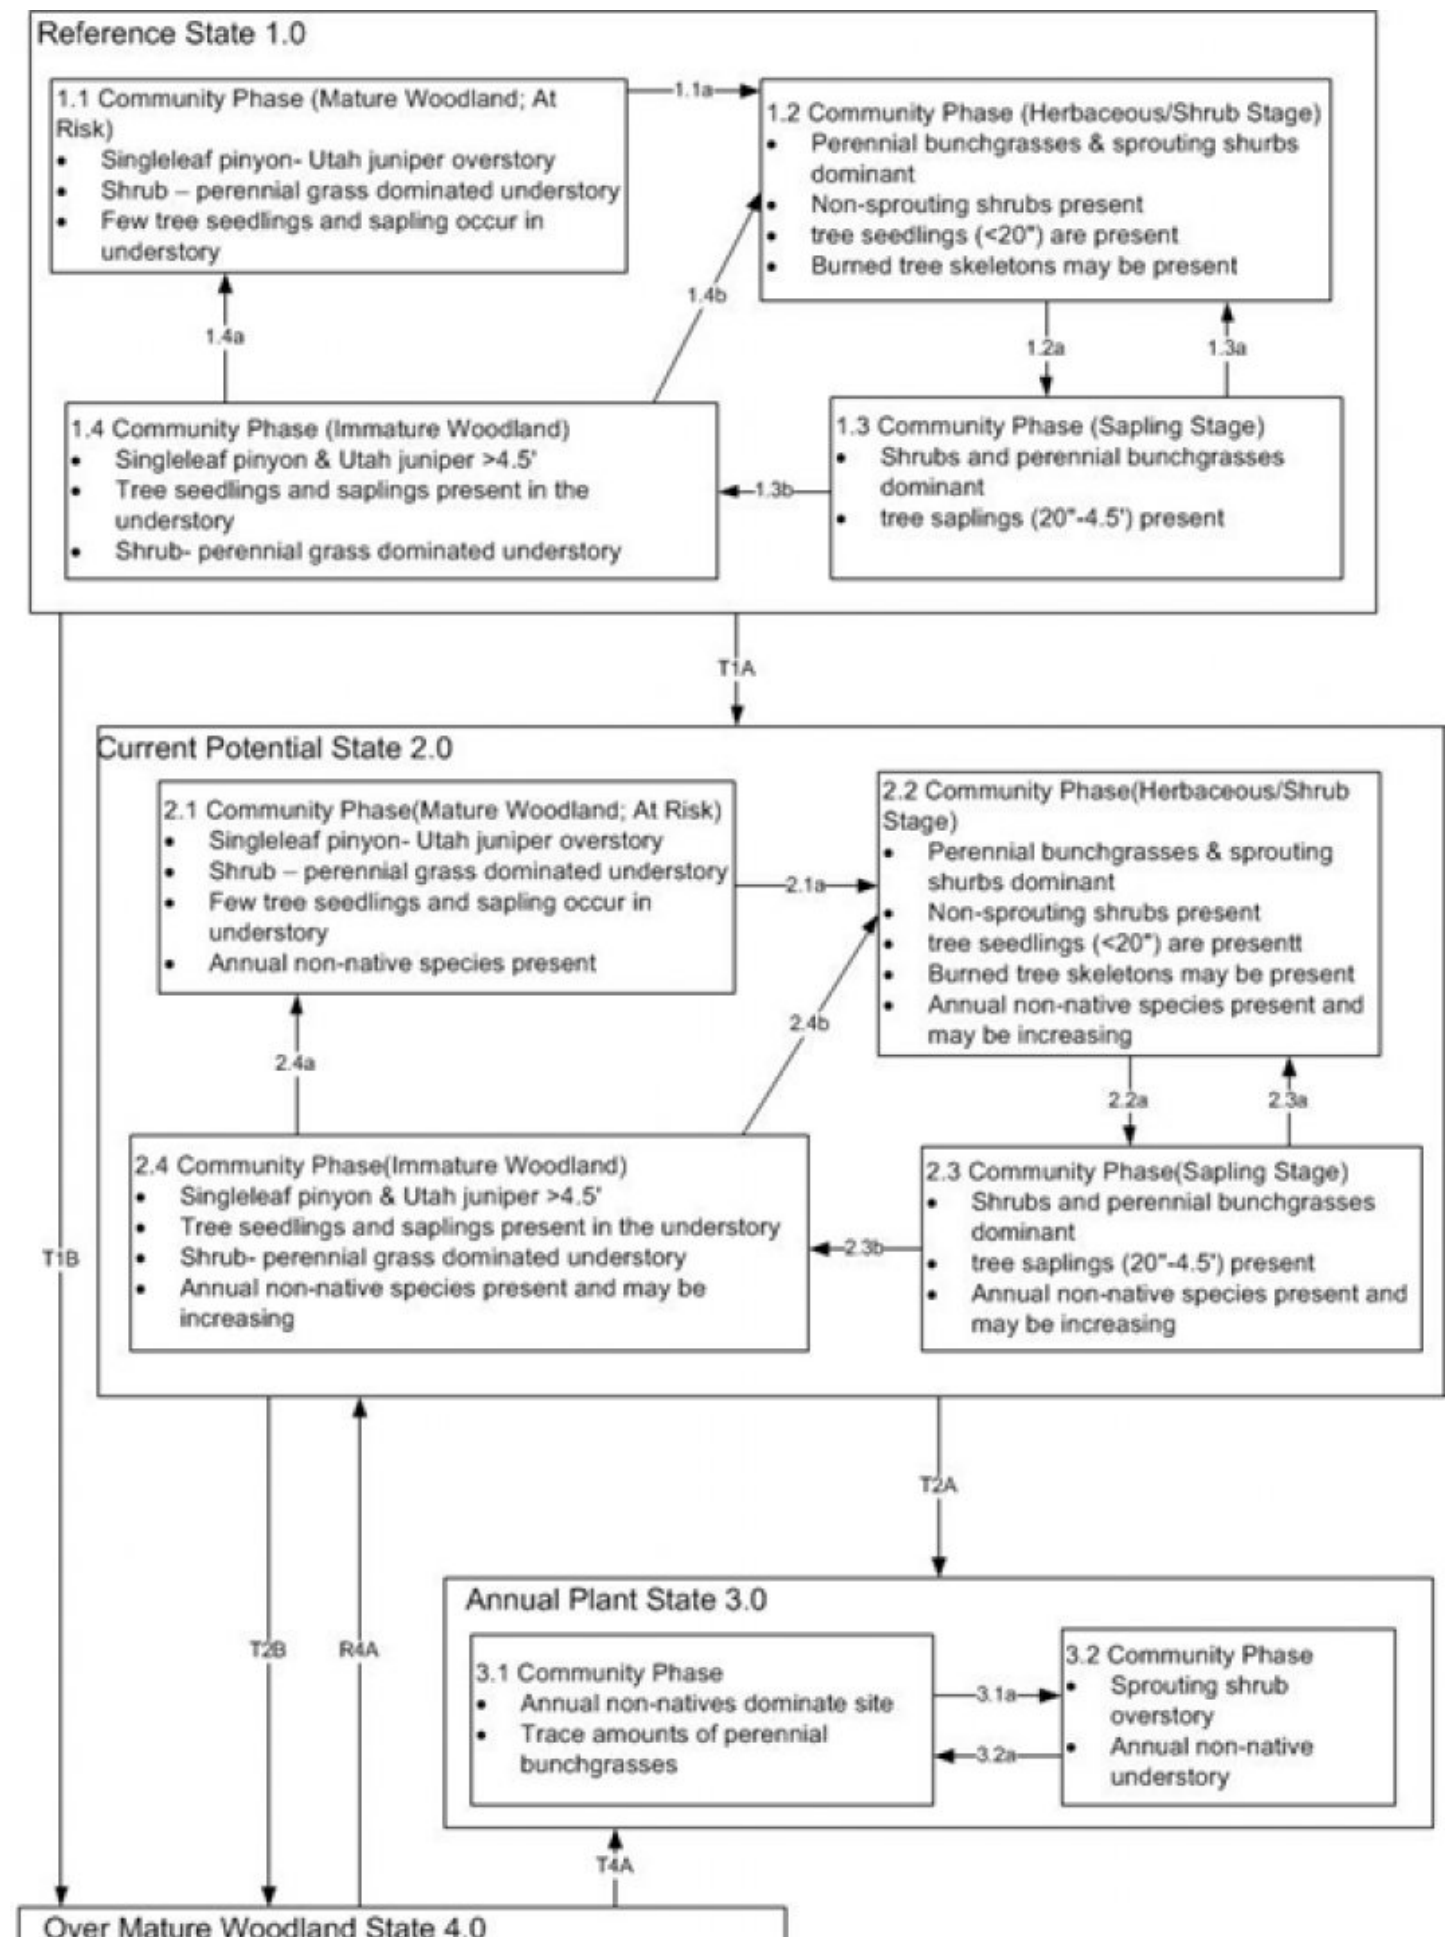 Reference State 1.0
1.1 Community Phase (Mature Woodland; At
Risk)
• Singleleaf pinyon- Utah juniper overstory
• Shrub – perennial grass dominated understory
• Few tree seedlings and sapling occur in
understory
1.1a
1.2 Community Phase (Herbaceous/Shrub Stage)
• Perennial bunchgrasses & sprouting shurbs
dominant
• Non-sprouting shrubs present
• tree seedlings (<20") are present
• Burned tree skeletons may be present
1.4a
1.4b
1.2a
1.3a
1.4 Community Phase (Immature Woodland)
• Singleleaf pinyon & Utah juniper >4.5'
• Tree seedlings and saplings present in the
understory
• Shrub- perennial grass dominated understory
1.3b
1.3 Community Phase (Sapling Stage)
• Shrubs and perennial bunchgrasses
dominant
• tree saplings (20"-4.5') present
T1A
Current Potential State 2.0
2.1 Community Phase(Mature Woodland; At Risk)
• Singleleaf pinyon- Utah juniper overstory
• Shrub – perennial grass dominated understory
• Few tree seedlings and sapling occur in
understory
• Annual non-native species present
2.1a
2.2 Community Phase(Herbaceous/Shrub
Stage)
• Perennial bunchgrasses & sprouting
shurbs dominant
• Non-sprouting shrubs present
• tree seedlings (<20") are presentt
• Burned tree skeletons may be present
• Annual non-native species present and
may be increasing
2.4a
2.4b
2.2a
2.3a
2.4 Community Phase(Immature Woodland)
• Singleleaf pinyon & Utah juniper >4.5'
• Tree seedlings and saplings present in the understory
• Shrub- perennial grass dominated understory
• Annual non-native species present and may be
increasing
2.3b
2.3 Community Phase(Sapling Stage)
• Shrubs and perennial bunchgrasses
dominant
• tree saplings (20"-4.5') present
• Annual non-native species present and
may be increasing
T1B
T2A
T2B
R4A
Annual Plant State 3.0
3.1 Community Phase
• Annual non-natives dominate site
• Trace amounts of perennial
bunchgrasses
3.1a
3.2a
3.2 Community Phase
• Sprouting shrub
overstory
• Annual non-native
understory
T4A
Over Mature Woodland State 4.0